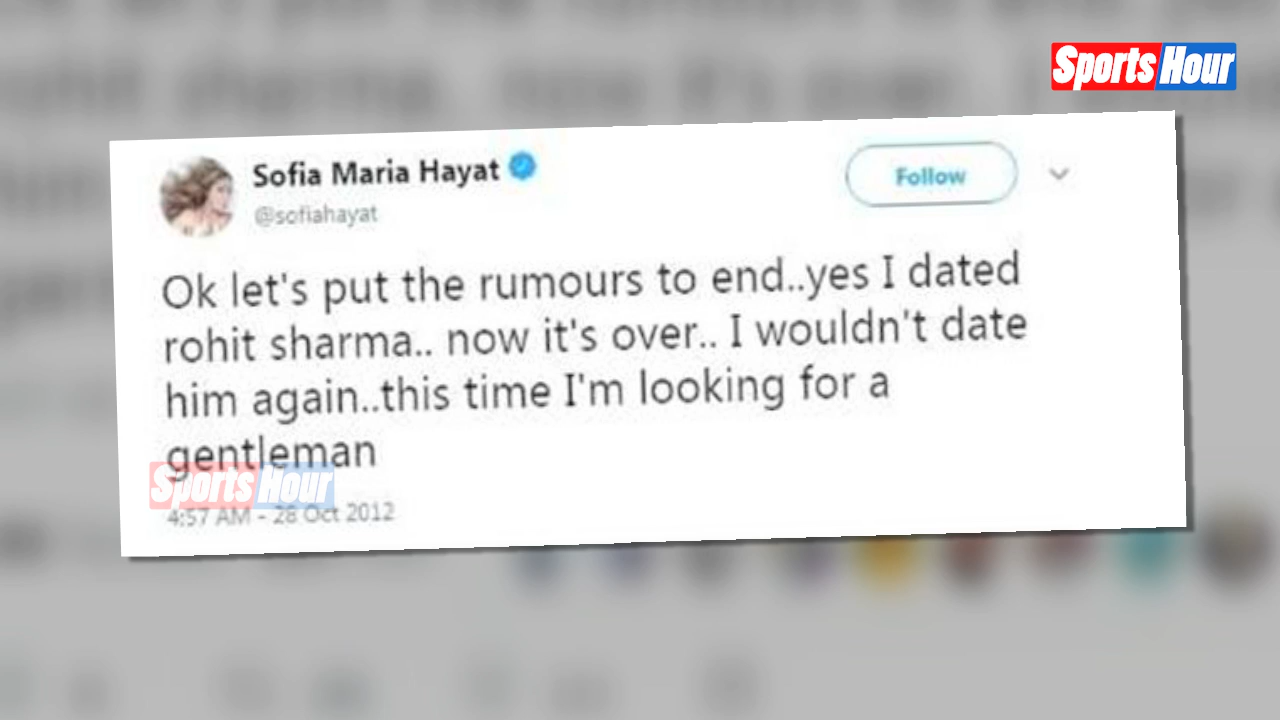 Sports Hour
Sofia Maria Hayat
@sofiahayat
Follow
Ok let's put the rumours to end..yes I dated
rohit sharma.. now it's over.. I wouldn't date
him again..this time I'm looking for a
gentleman
Sports Hour
4:57 AM - 28 Oct 2012